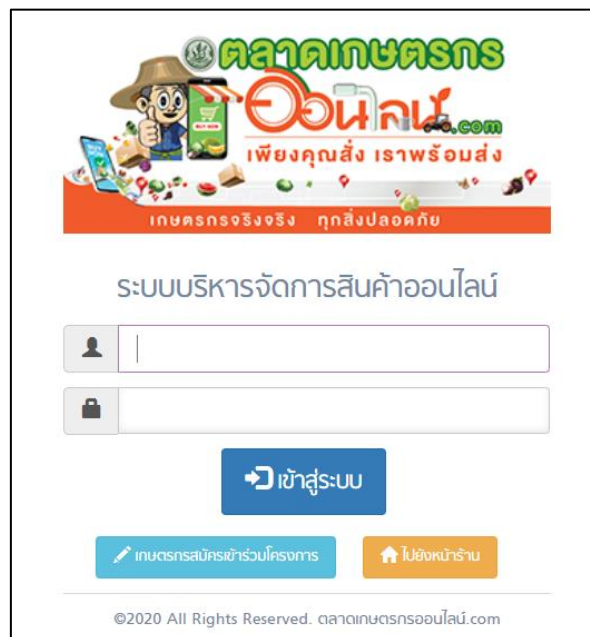 ตลาดเกษตรกร
ออนไลน์.com
BUY NOW
เพียงคุณสั่ง เราพร้อมส่ง
เกษตรกรจริงจริง ทุกสิ่งปลอดภัย
ระบบบริหารจัดการสินค้าออนไลน์
เข้าสู่ระบบ
เกษตรกรสมัครเข้าร่วมโครงการ ไปยังหน้าร้าน
©2020 All Rights Reserved. ตลาดเกษตรกรออนไลน์.com